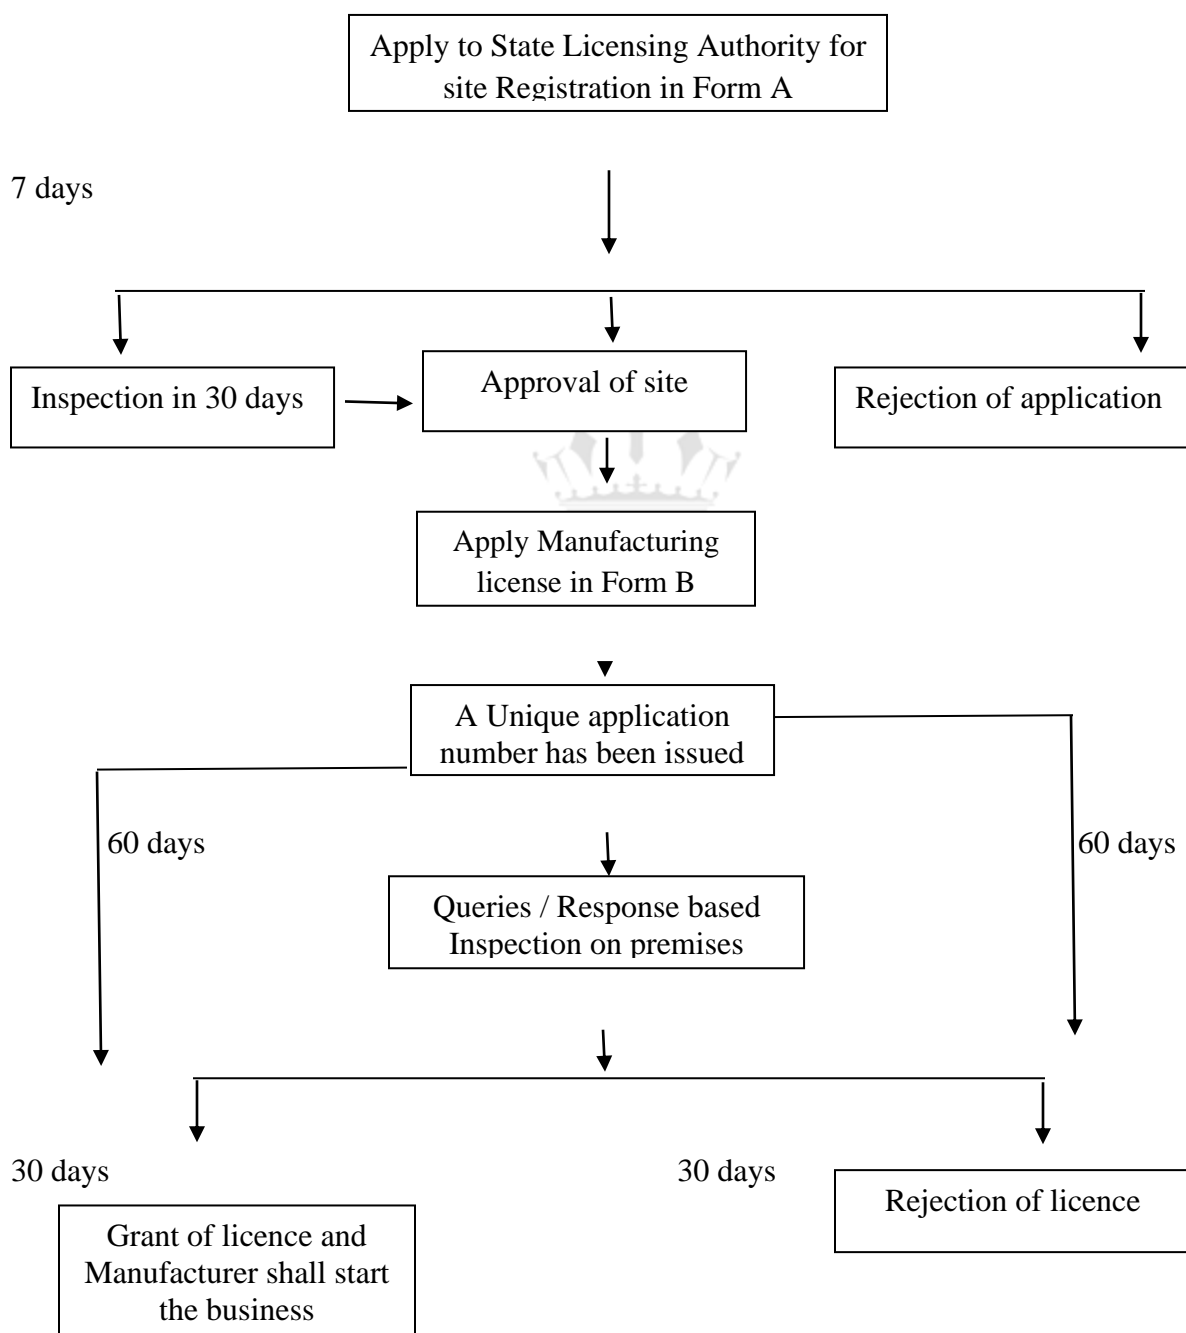 Apply to State Licensing Authority for
site Registration in Form A
7 days
Inspection in 30 days
Approval of site
Rejection of application
Apply Manufacturing
license in Form B
A Unique application
number has been issued
60 days
60 days
Queries / Response based
Inspection on premises
30 days
30 days
Rejection of licence
Grant of licence and
Manufacturer shall start
the business